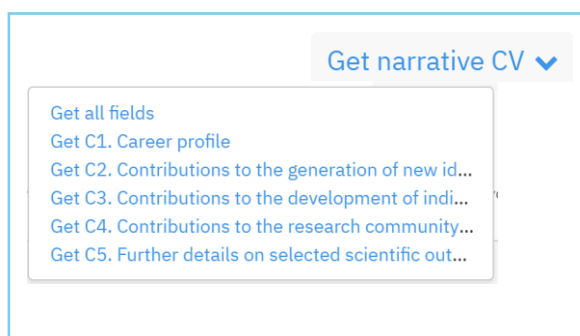 Get narrative CV
Get all fields
Get C1. Career profile
Get C2. Contributions to the generation of new id...
Get C3. Contributions to the development of indi...
Get C4. Contributions to the research community...
Get C5. Further details on selected scientific out...